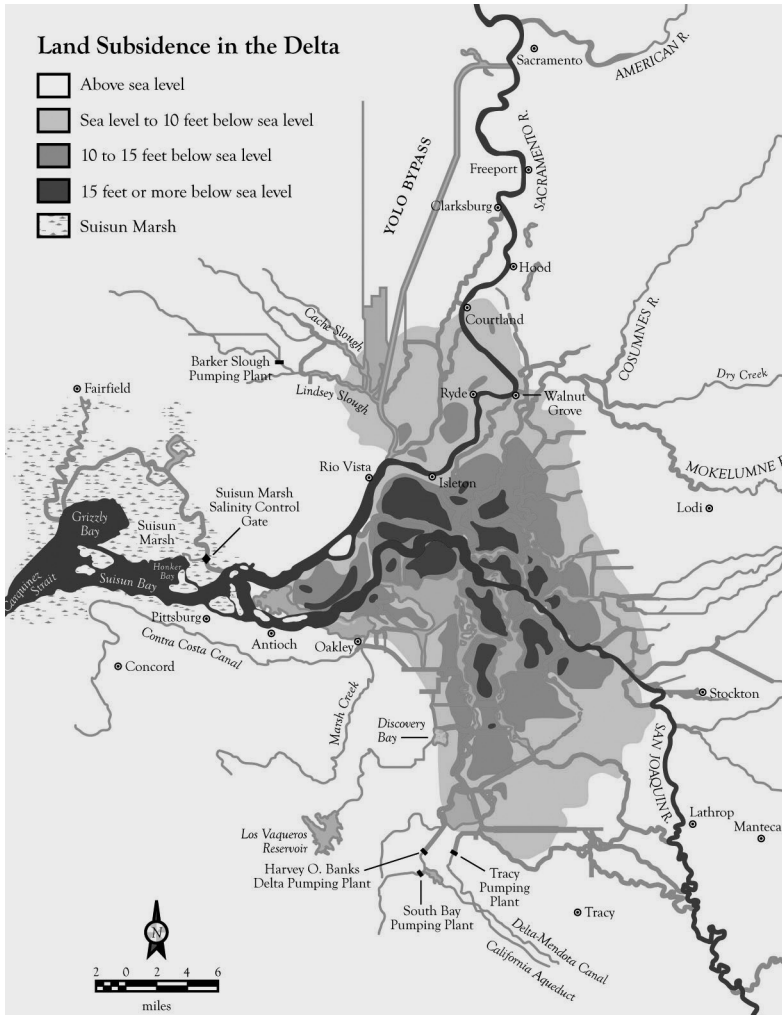 Land Subsidence in the Delta
Above sea level
Sea level to 10 feet below sea level
10 to 15 feet below sea level
15 feet or more below sea level
Suisun Marsh
Sacramento
AMERICAN R.
SACRAMENTO R.
YOLO BYPASS
Freeport
Clarksburg
Hood
Courtland
COSUMNES R.
Cache Slough
Barker Slough
Pumping Plant
Lindsey Slough
Dry Creek
Fairfield
Ryde
Walnut
Grove
MOKELUMNE R
Rio Vista
Isleton
Lodi
Suisun Marsh
Salinity Control
Gate
Grizzly
Bay
Suisun
Marsh
Honker
Bay
Suisun Bay
Carquinez
Strait
Pittsburg
Antioch
Oakley
Contra Costa Canal
Concord
Marsh Creek
Discovery
Bay
Stockton
SAN JOAQUIN R.
Los Vaqueros
Reservoir
Lathrop
Manteca
Harvey O. Banks
Delta Pumping Plant
Tracy
Pumping
Plant
South Bay
Pumping Plant
Tracy
Delta-Mendota Canal
California Aqueduct
N
2 0 2 4 6
miles